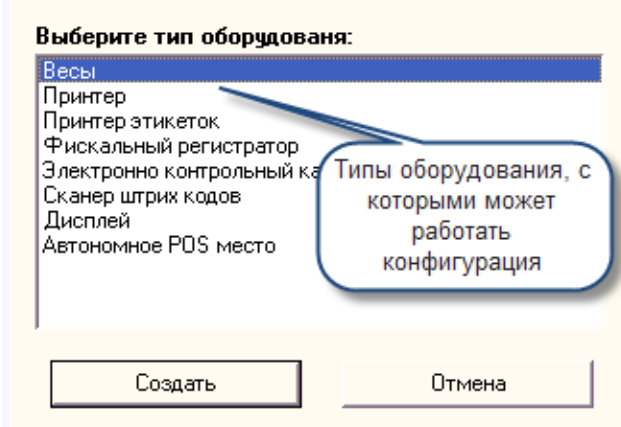 Выберите тип оборудованя:
Весы
Принтер
Принтер этикеток
Фискальный регистратор
Электронно контрольный
Сканер штрих кодов
Дисплей
Автономное POS место
Типы оборудования, с
которыми может
работать
конфигурация
Создать
Отмена